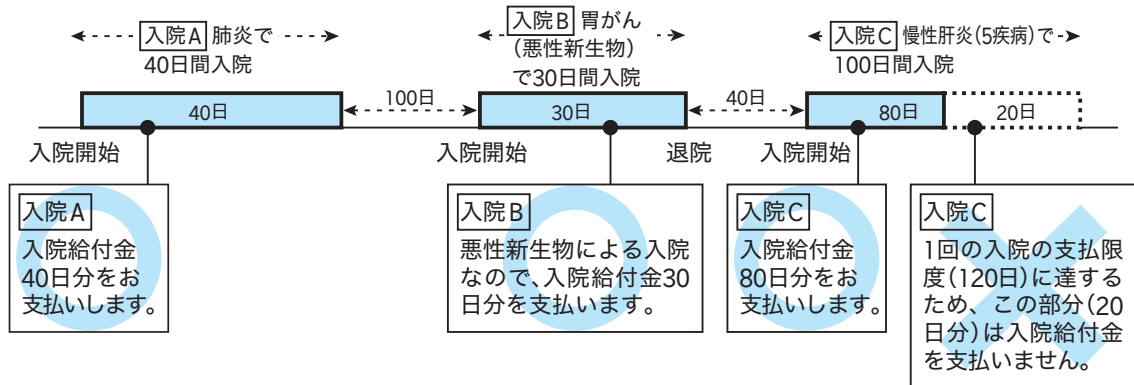 入院A 肺炎で
40日間入院
入院B 胃がん
(悪性新生物)
で30日間入院
入院C 慢性肝炎(5疾病)で
100日間入院
40日
100日
30日
40日
80日
20日
入院開始
入院開始
退院
入院開始
入院A
入院給付金
40日分をお
支払いします。
入院B
悪性新生物による入院
なので、入院給付金30
日分を支払います。
入院C
入院給付金
80日分をお
支払いします。
入院C
1回の入院の支払限
度(120日)に達する
ため、この部分(20
日分)は入院給付金
を支払いません。